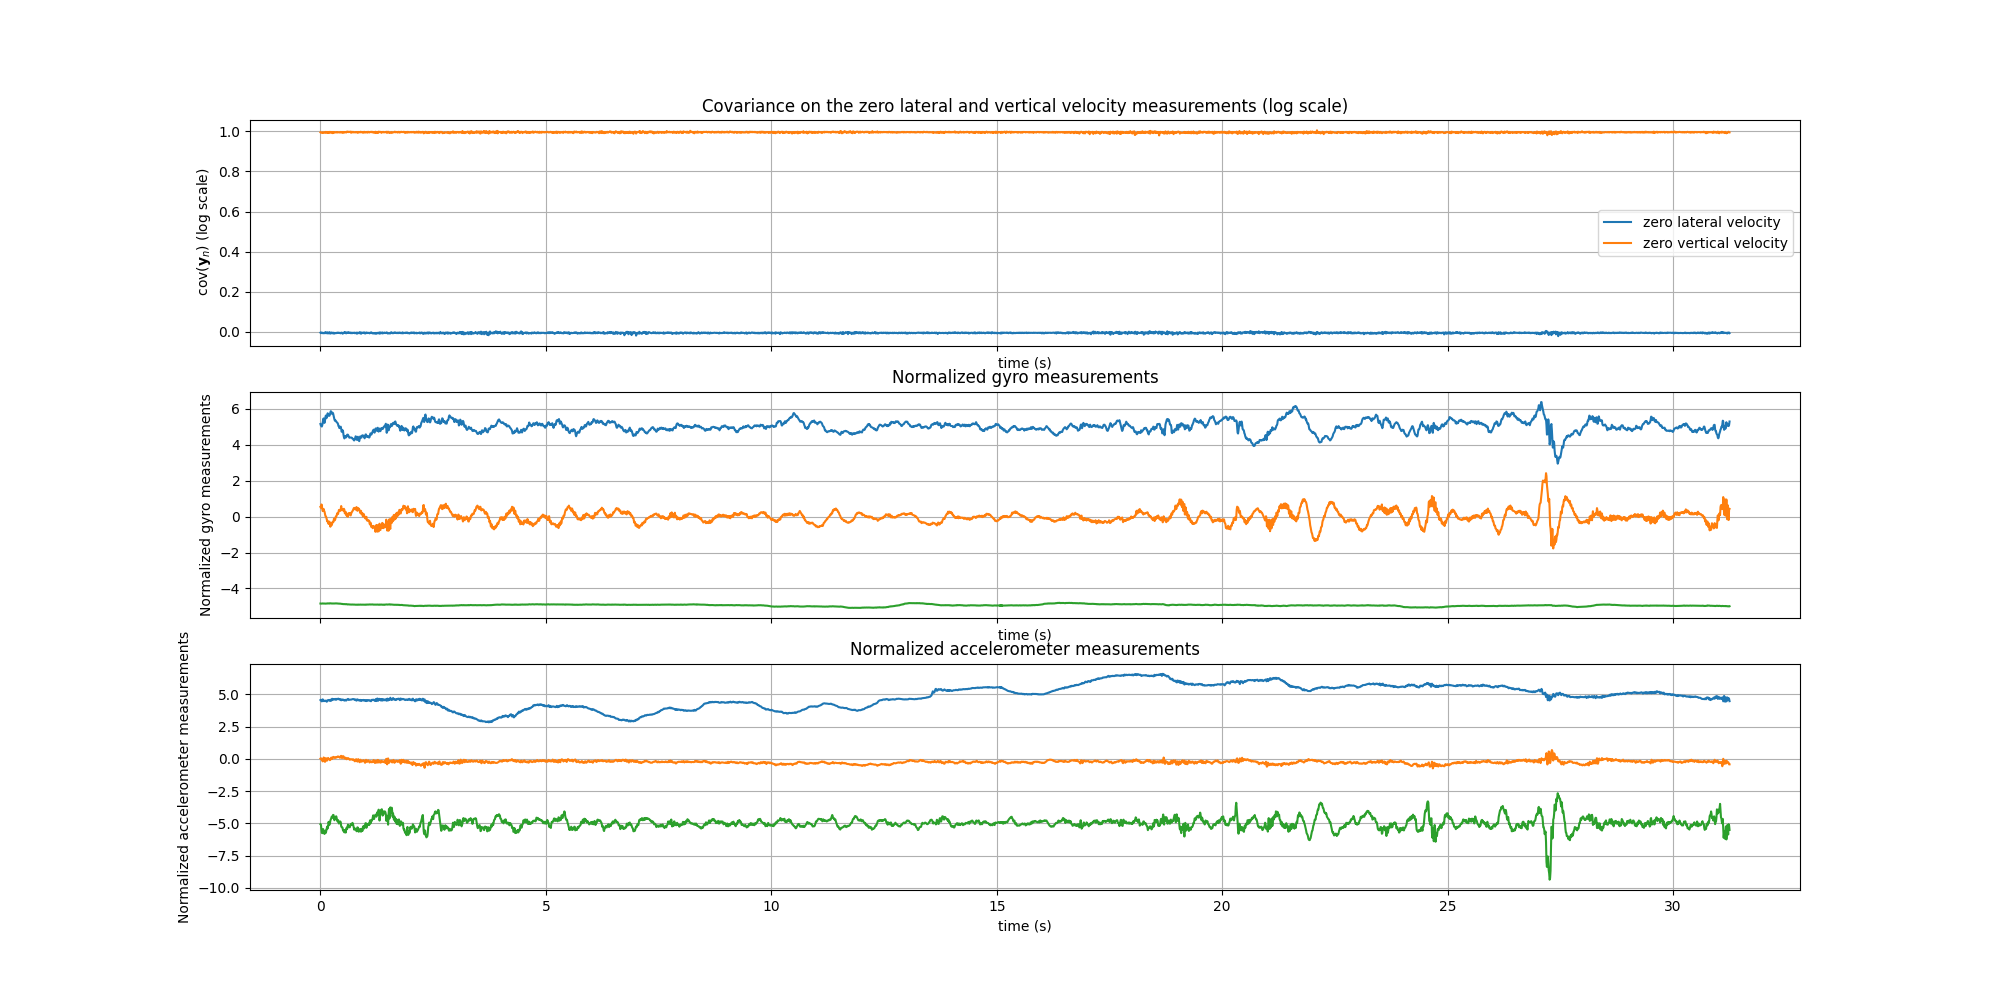 Covariance on the zero lateral and vertical velocity measurements (log scale)
cov(𝐲ₙ) (log scale)
1.0
0.8
0.6
0.4
0.2
0.0
zero lateral velocity
zero vertical velocity
time (s)
Normalized gyro measurements
Normalized gyro measurements
6
4
2
0
−2
−4
time (s)
Normalized accelerometer measurements
Normalized accelerometer measurements
5.0
2.5
0.0
−2.5
−5.0
−7.5
−10.0
0 5 10 15 20 25 30
time (s)